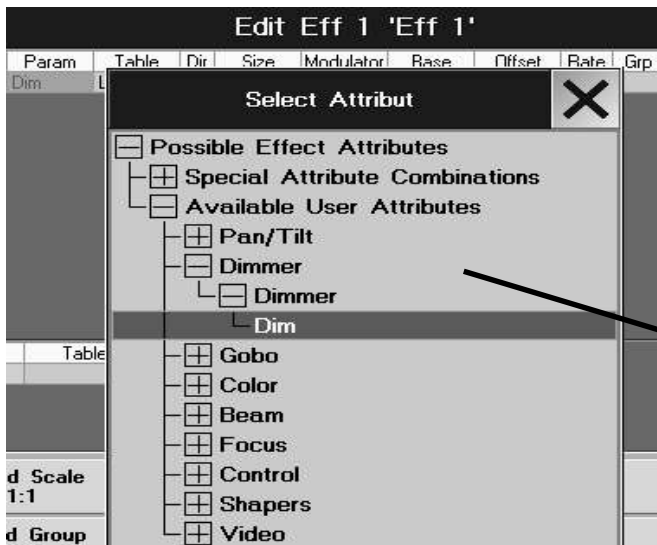 Edit Eff 1 'Eff 1'
Param Table Dir Size Modulator Base Offset Rate Grp
Dim L
Select Attribut
Possible Effect Attributes
Special Attribute Combinations
Available User Attributes
Pan/Tilt
Dimmer
Dimmer
Dim
Table
Gobo
Color
Beam
Focus
Control
d Scale
1:1
Shapers
d Group
Video